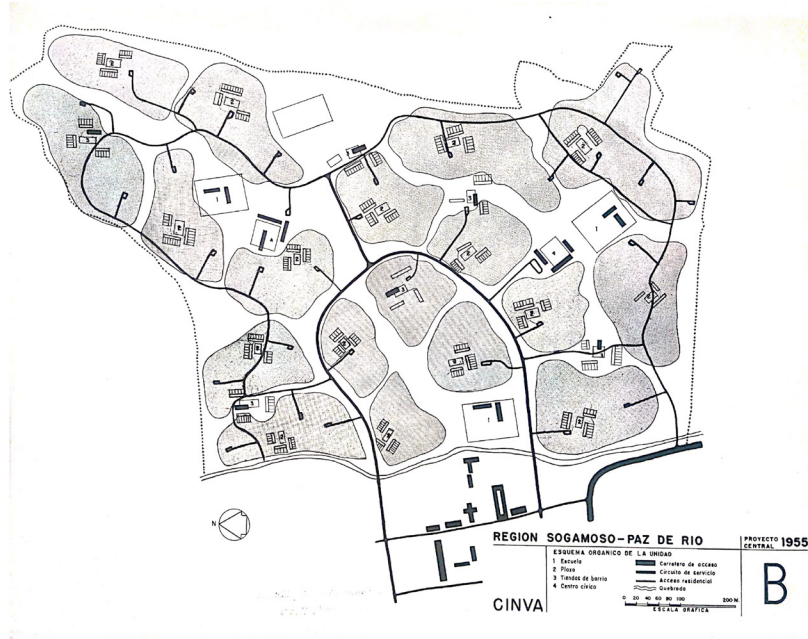 N
REGION SOGAMOSO-PAZ DE RIO
PROYECTO CENTRAL 1955
ESQUEMA ORGANICO DE LA UNIDAD
1 Escuela
2 Plaza
3 Tiendas de barrio
4 Centro cívico
Carretera de acceso
Circuito de servicio
Acceso residencial
Quebrada
0 20 40 60 80 100 200 M.
ESCALA GRAFICA
CINVA
B